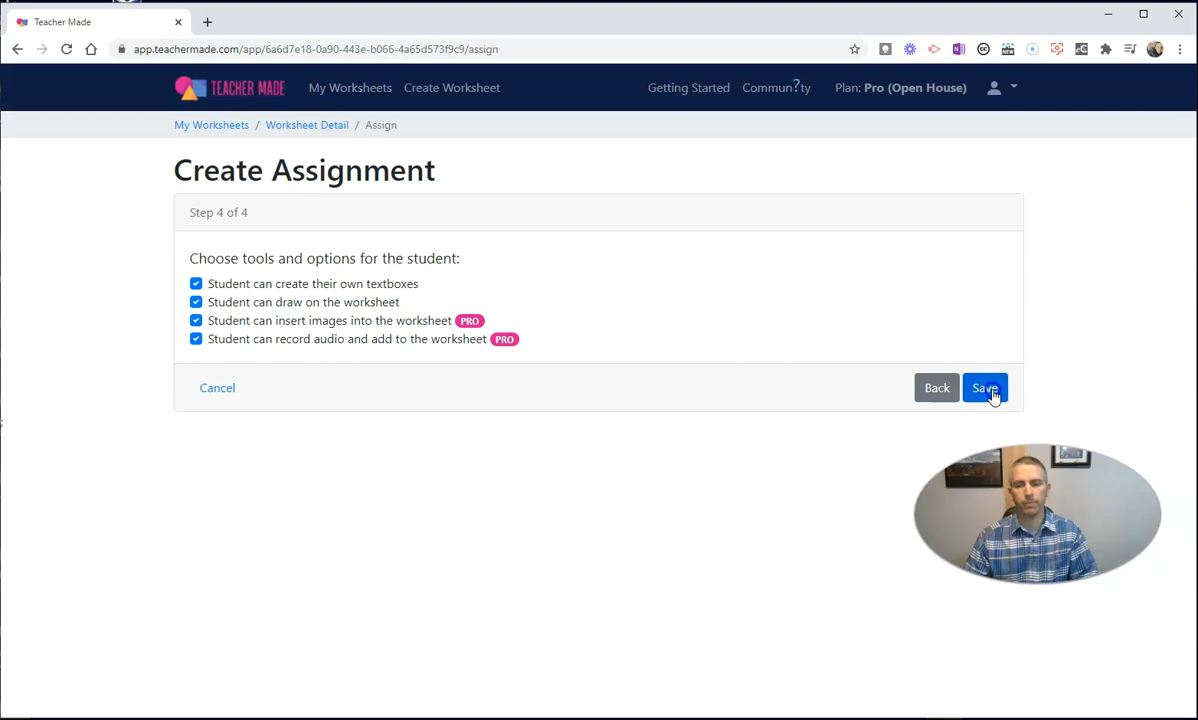 Teacher Made
app.teachermade.com/app/6a6d7e18-0a90-443e-b066-4a65d573f9c9/assign
TEACHER MADE My Worksheets Create Worksheet Getting Started Commun?ty Plan: Pro (Open House)
My Worksheets / Worksheet Detail / Assign
Create Assignment
Step 4 of 4
Choose tools and options for the student:
Student can create their own textboxes
Student can draw on the worksheet
Student can insert images into the worksheet PRO
Student can record audio and add to the worksheet PRO
Cancel Back Save